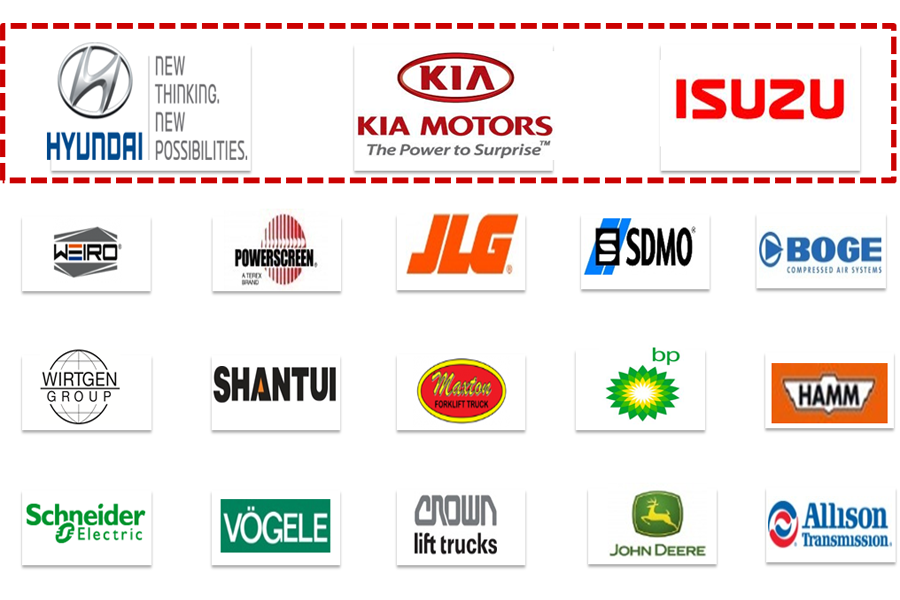 NEW
THINKING.
NEW
POSSIBILITIES.
HYUNDAI
KIA
KIA MOTORS
The Power to Surprise™
ISUZU
WEIRO®
POWERSCREEN®
A TEREX
BRAND
JLG®
S SDMO®
BOGE
COMPRESSED AIR SYSTEMS
WIRTGEN
GROUP
SHANTUI
Maxton
FORKLIFT TRUCK
bp
HAMM
Schneider
Electric
VÖGELE
CROWN
lift trucks
JOHN DEERE
Allison
Transmission®